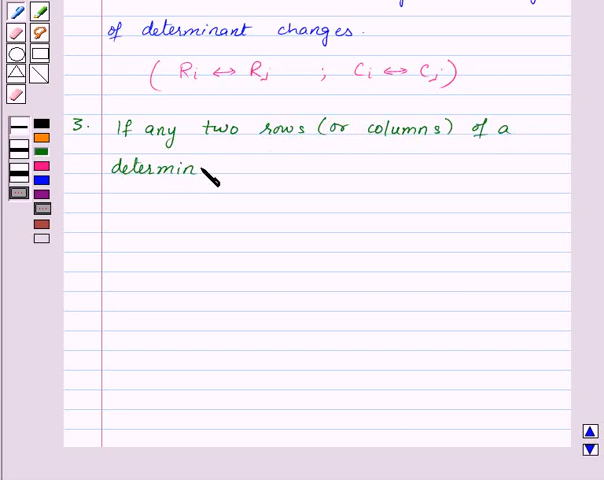 of determinant changes.
( Ri ↔ Rj ; Ci ↔ Cj )
3. If any two rows (or columns) of a
determin